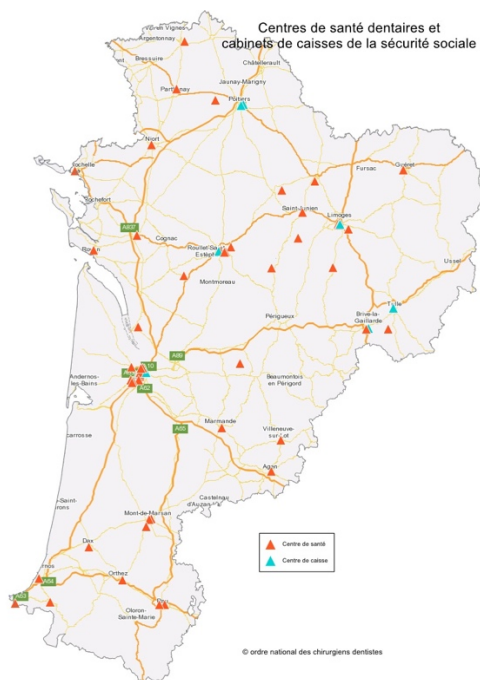 Centres de santé dentaires et
cabinets de caisses de la sécurité sociale
Argentonnay
Bressuire
Châtellerault
Jaunay-Marigny
Poitiers
Niort
Rochelle
Rochefort
Fursac
Guéret
Saint-Junien
Limoges
A837
Cognac
Montmoreau
Ussel
Tulle
Brive-la-
Gaillarde
Périgueux
A89
Andernos-
les-Bains
A62
Beaumontois
en Périgord
A65
Marmande
Villeneuve-
sur-Lot
Agen
Castelnau
d'Auzan
Mont-de-Marsan
Dax
Orthez
A64
A63
Oloron-
Sainte-Marie
Centre de santé
Centre de caisse
© ordre national des chirurgiens dentistes